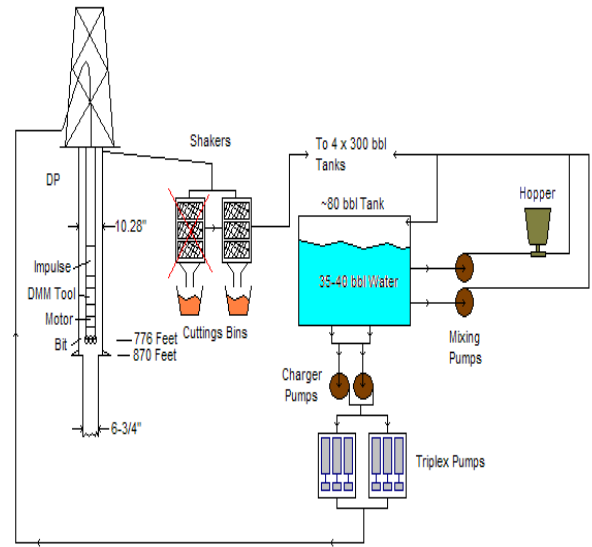 Shakers
To 4 x 300 bbl
Tanks
DP
~80 bbl Tank
Hopper
10.28"
Impulse
35-40 bbl Water
DMM Tool
Motor
Cuttings Bins
Bit
776 Feet
870 Feet
Mixing
Pumps
Charger
Pumps
6-3/4"
Triplex Pumps